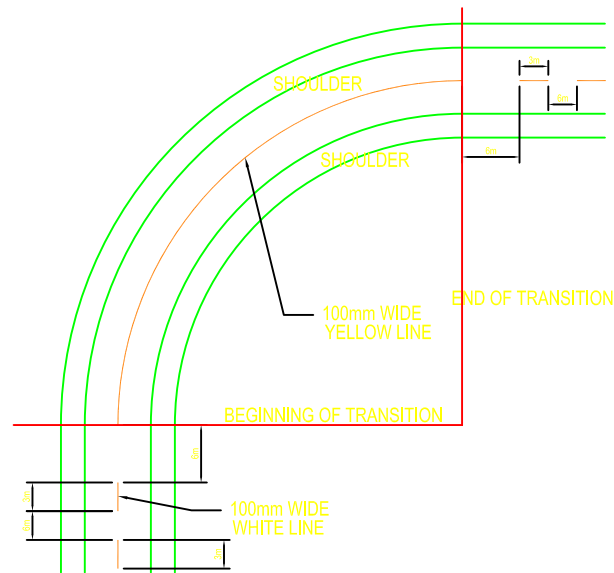 SHOULDER
SHOULDER
END OF TRANSITION
100mm WIDE
YELLOW LINE
BEGINNING OF TRANSITION
100mm WIDE
WHITE LINE